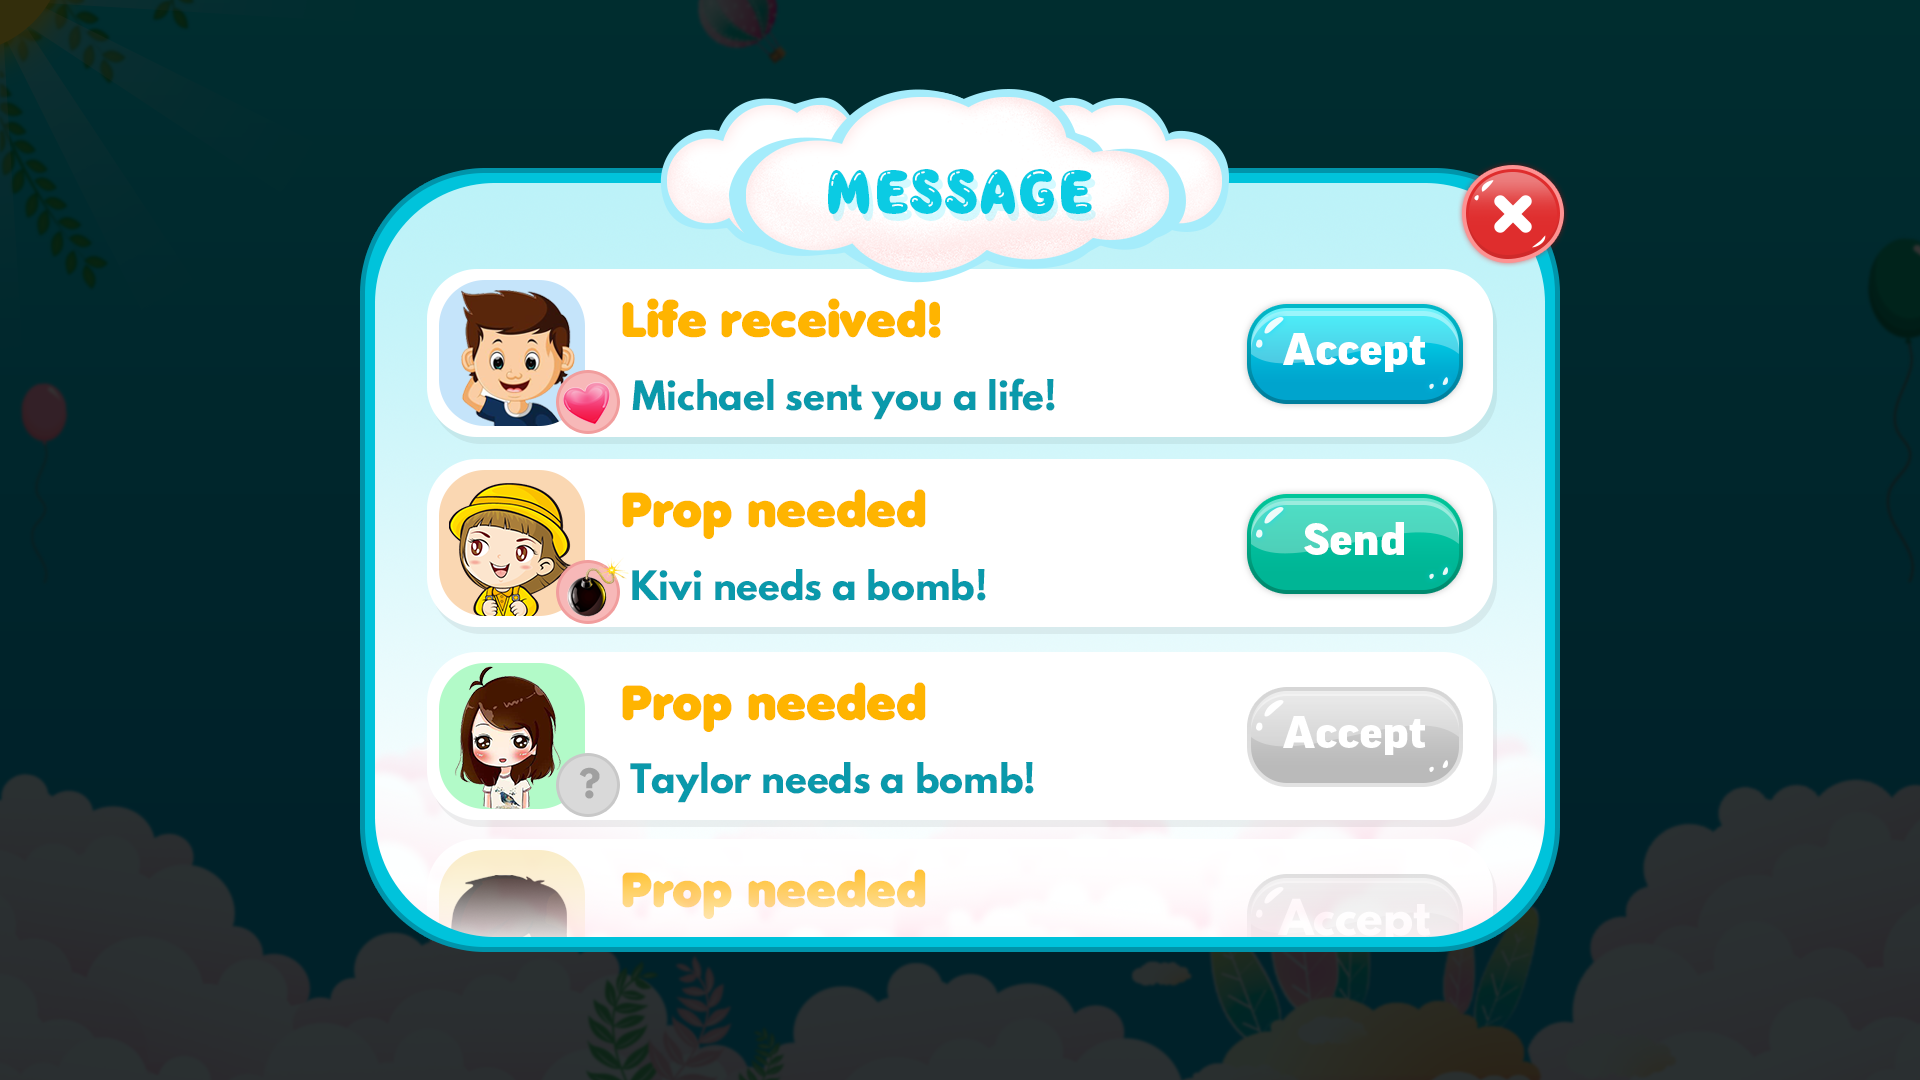 MESSAGE
Life received!
Michael sent you a life!
Accept
Prop needed
Kivi needs a bomb!
Send
Prop needed
?
Taylor needs a bomb!
Accept
Prop needed
Accept